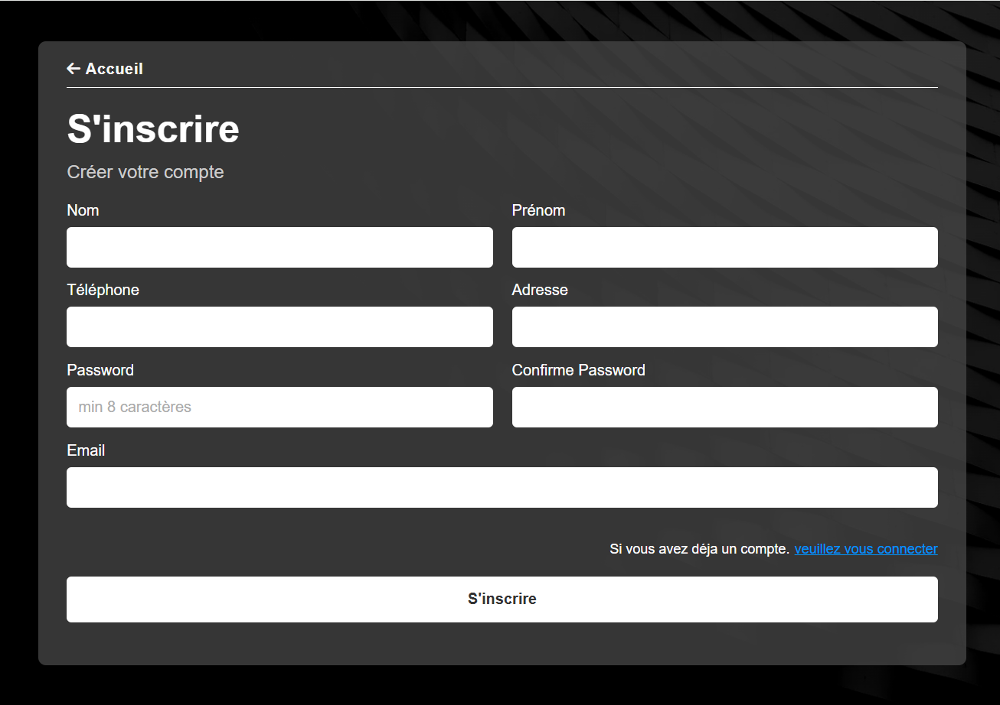 Accueil
S'inscrire
Créer votre compte
Nom
Prénom
Téléphone
Adresse
Password
Confirme Password
min 8 caractères
Email
Si vous avez déja un compte. veuillez vous connecter
S'inscrire